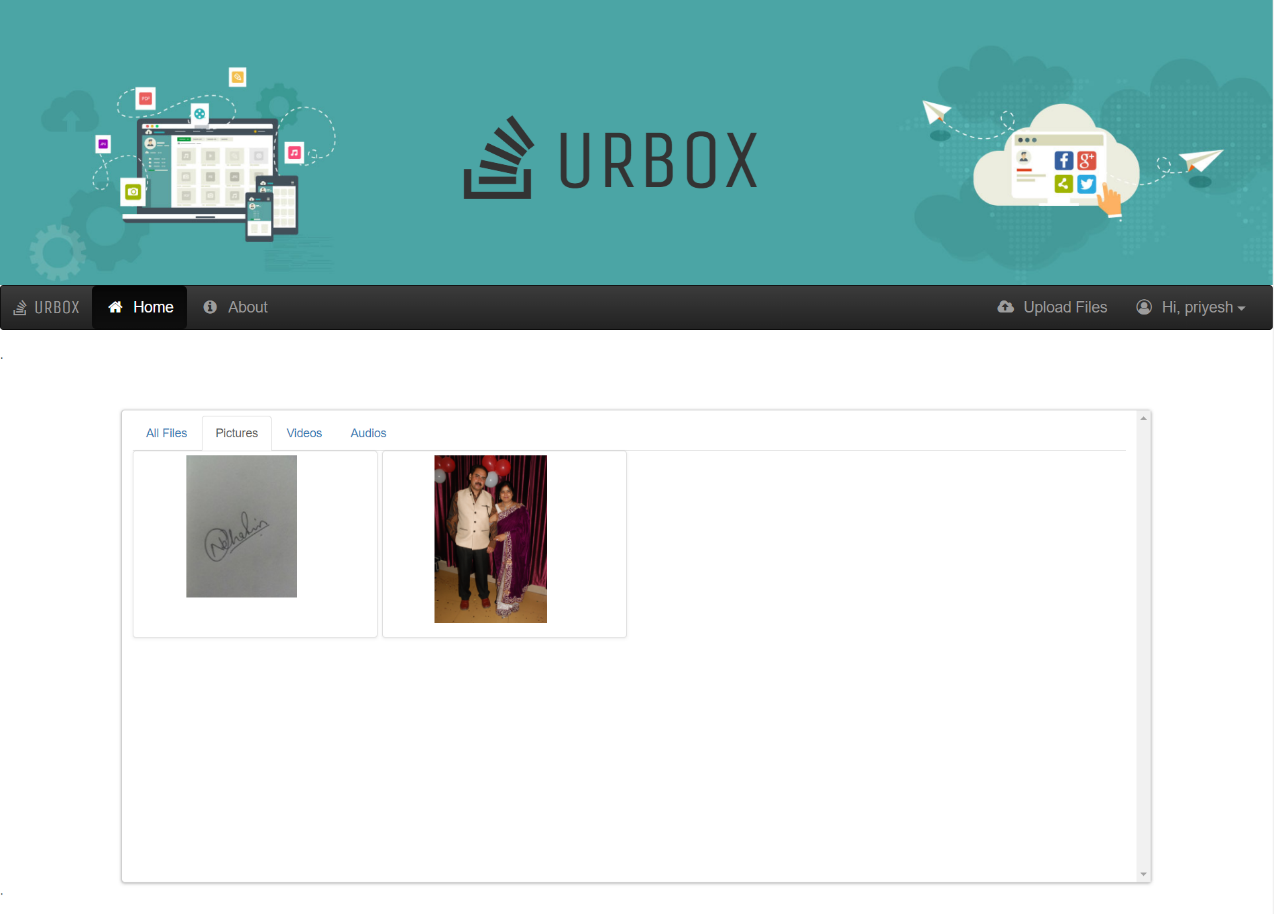 URBOX
URBOX
Home
About
Upload Files
Hi, priyesh
.
All Files
Pictures
Videos
Audios
.